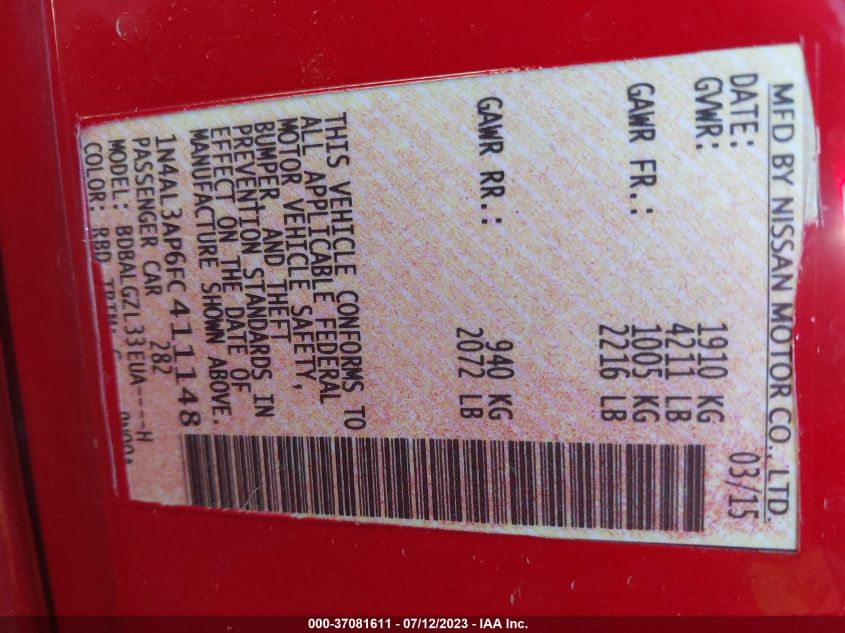 MFD BY NISSAN MOTOR CO., LTD.
DATE: 03/15
GVWR: 1910 KG
4211 LB
GAWR FR.: 1005 KG
2216 LB
GAWR RR.: 940 KG
2072 LB
THIS VEHICLE CONFORMS TO
ALL APPLICABLE FEDERAL
MOTOR VEHICLE SAFETY,
BUMPER, AND THEFT
PREVENTION STANDARDS IN
EFFECT ON THE DATE OF
MANUFACTURE SHOWN ABOVE.
1N4AL3AP6FC411148
PASSENGER CAR 282
MODEL: BDBALGZL33EUA----H
COLOR: RBD TRIM: G
000-37081611 - 07/12/2023 - IAA Inc.